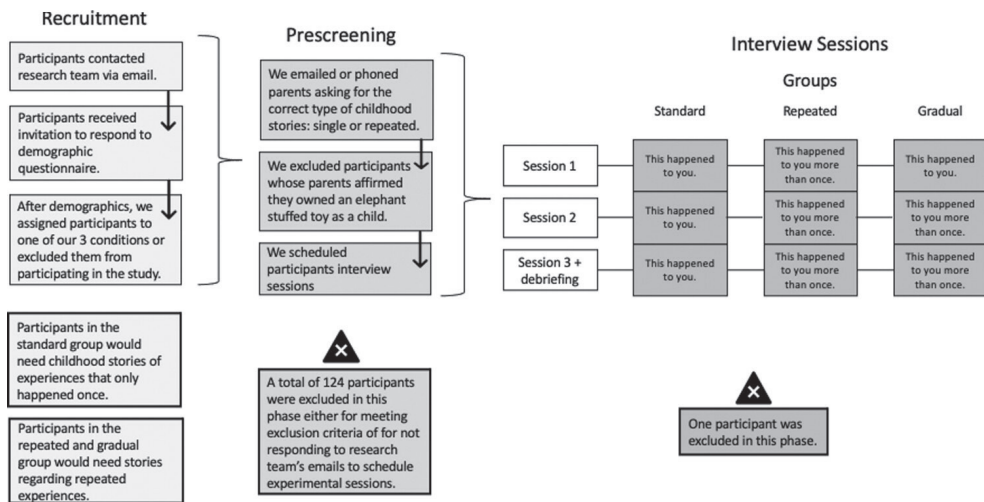 Recruitment
Participants contacted
research team via email.
Participants received
invitation to respond to
demographic
questionnaire.
After demographics, we
assigned participants to
one of our 3 conditions or
excluded them from
participating in the study.
Participants in the
standard group would
need childhood stories of
experiences that only
happened once.
Participants in the
repeated and gradual
group would need stories
regarding repeated
experiences.
Prescreening
We emailed or phoned
parents asking for the
correct type of childhood
stories: single or repeated.
We excluded participants
whose parents affirmed
they owned an elephant
stuffed toy as a child.
We scheduled
participants interview
sessions
A total of 124 participants
were excluded in this
phase either for meeting
exclusion criteria of for not
responding to research
team's emails to schedule
experimental sessions.
Interview Sessions
Groups
Standard
Repeated
Gradual
Session 1
This happened
to you.
This happened
to you more
than once.
This happened
to you.
Session 2
This happened
to you.
This happened
to you more
than once.
This happened
to you more
than once.
Session 3 +
debriefing
This happened
to you.
This happened
to you more
than once.
This happened
to you more
than once.
One participant was
excluded in this phase.